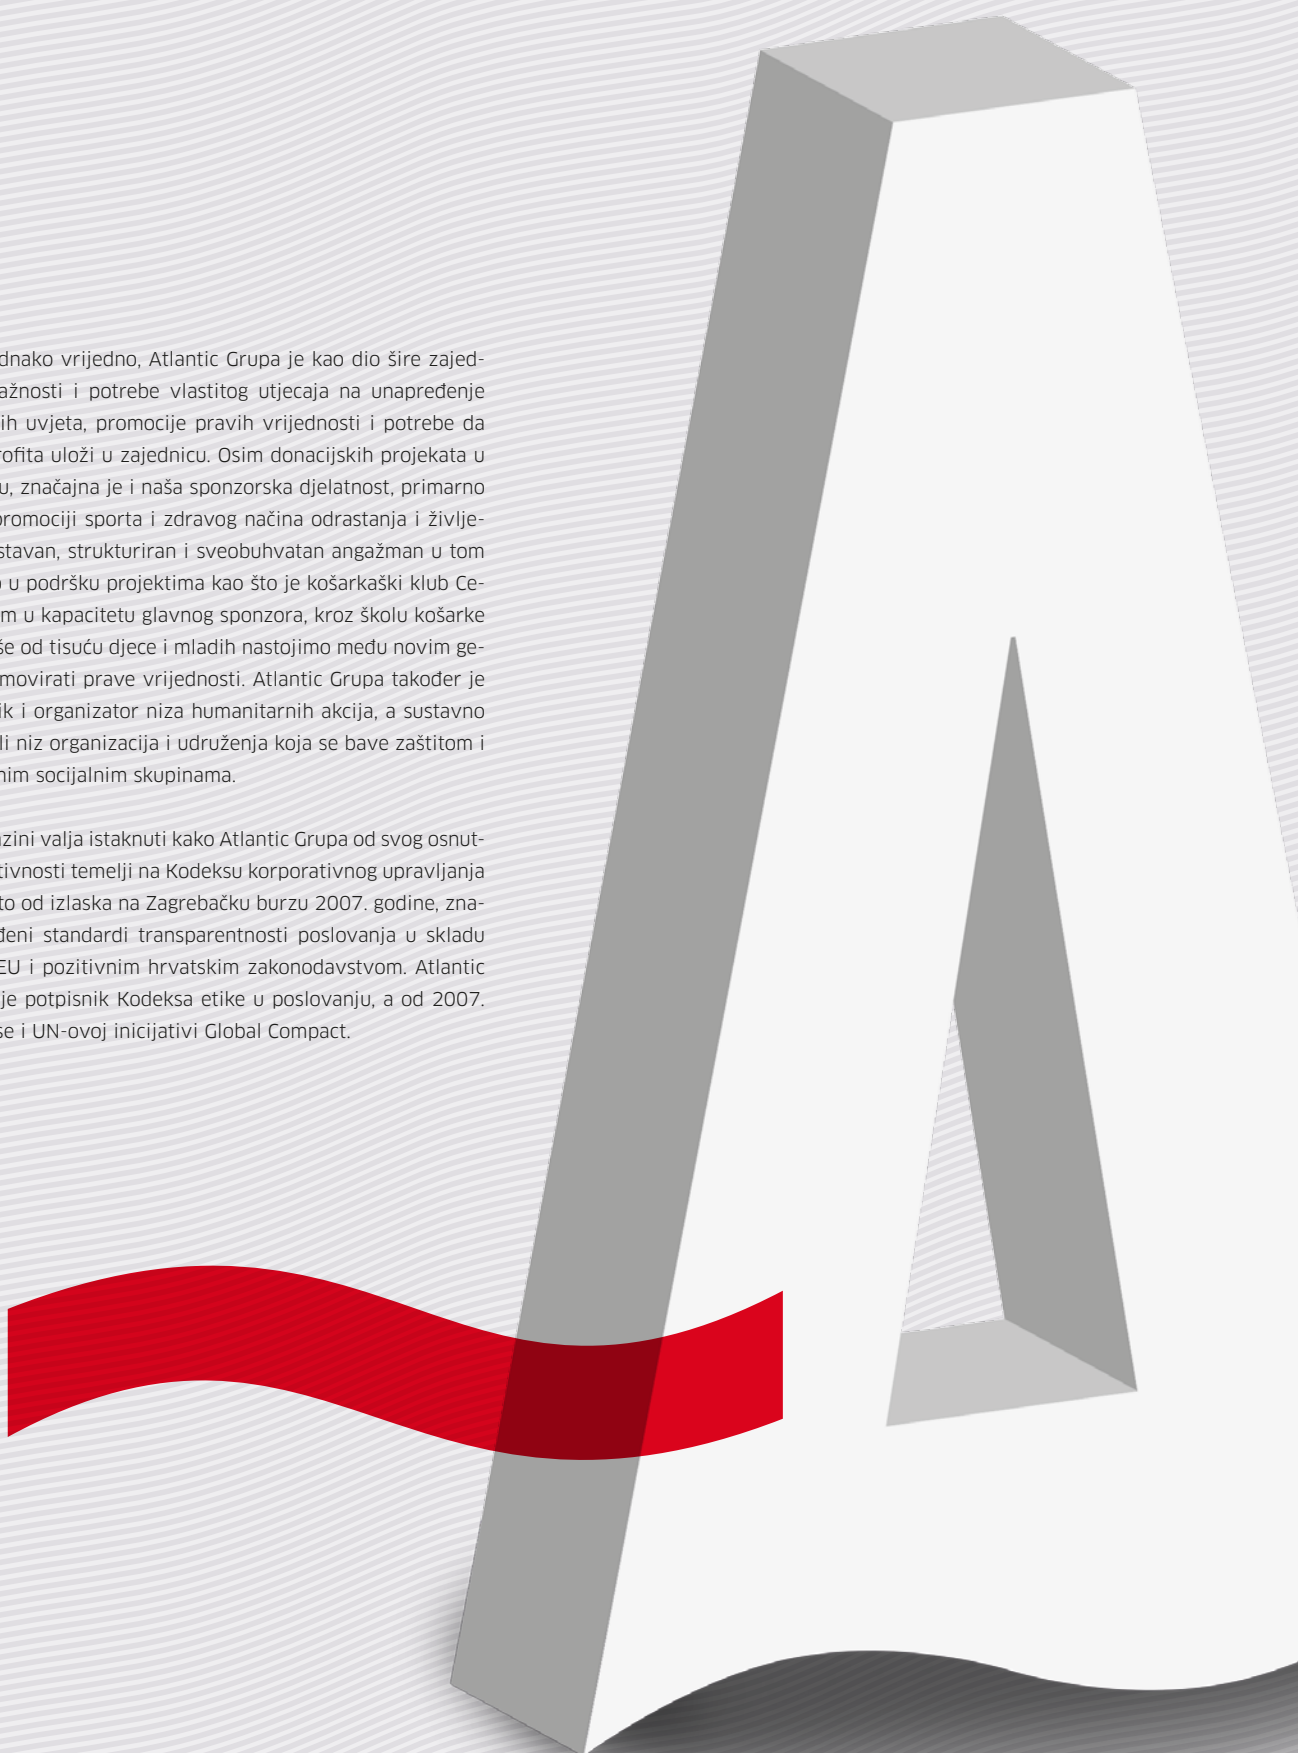 dnako vrijedno, Atlantic Grupa je kao dio šire zajed-
ažnosti i potrebe vlastitog utjecaja na unapređenje
ih uvjeta, promocije pravih vrijednosti i potrebe da
rofita uloži u zajednicu. Osim donacijskih projekata u
u, značajna je i naša sponzorska djelatnost, primarno
promociji sporta i zdravog načina odrastanja i življe-
stavan, strukturiran i sveobuhvatan angažman u tom
o u podršku projektima kao što je košarkaški klub Ce-
m u kapacitetu glavnog sponzora, kroz školu košarke
še od tisuću djece i mladih nastojimo među novim ge-
movirati prave vrijednosti. Atlantic Grupa također je
ik i organizator niza humanitarnih akcija, a sustavno
li niz organizacija i udruženja koja se bave zaštitom i
nim socijalnim skupinama.
azini valja istaknuti kako Atlantic Grupa od svog osnut-
tivnosti temelji na Kodeksu korporativnog upravljanja
to od izlaska na Zagrebačku burzu 2007. godine, zna-
đeni standardi transparentnosti poslovanja u skladu
EU i pozitivnim hrvatskim zakonodavstvom. Atlantic
je potpisnik Kodeksa etike u poslovanju, a od 2007.
se i UN-ovoj inicijativi Global Compact.